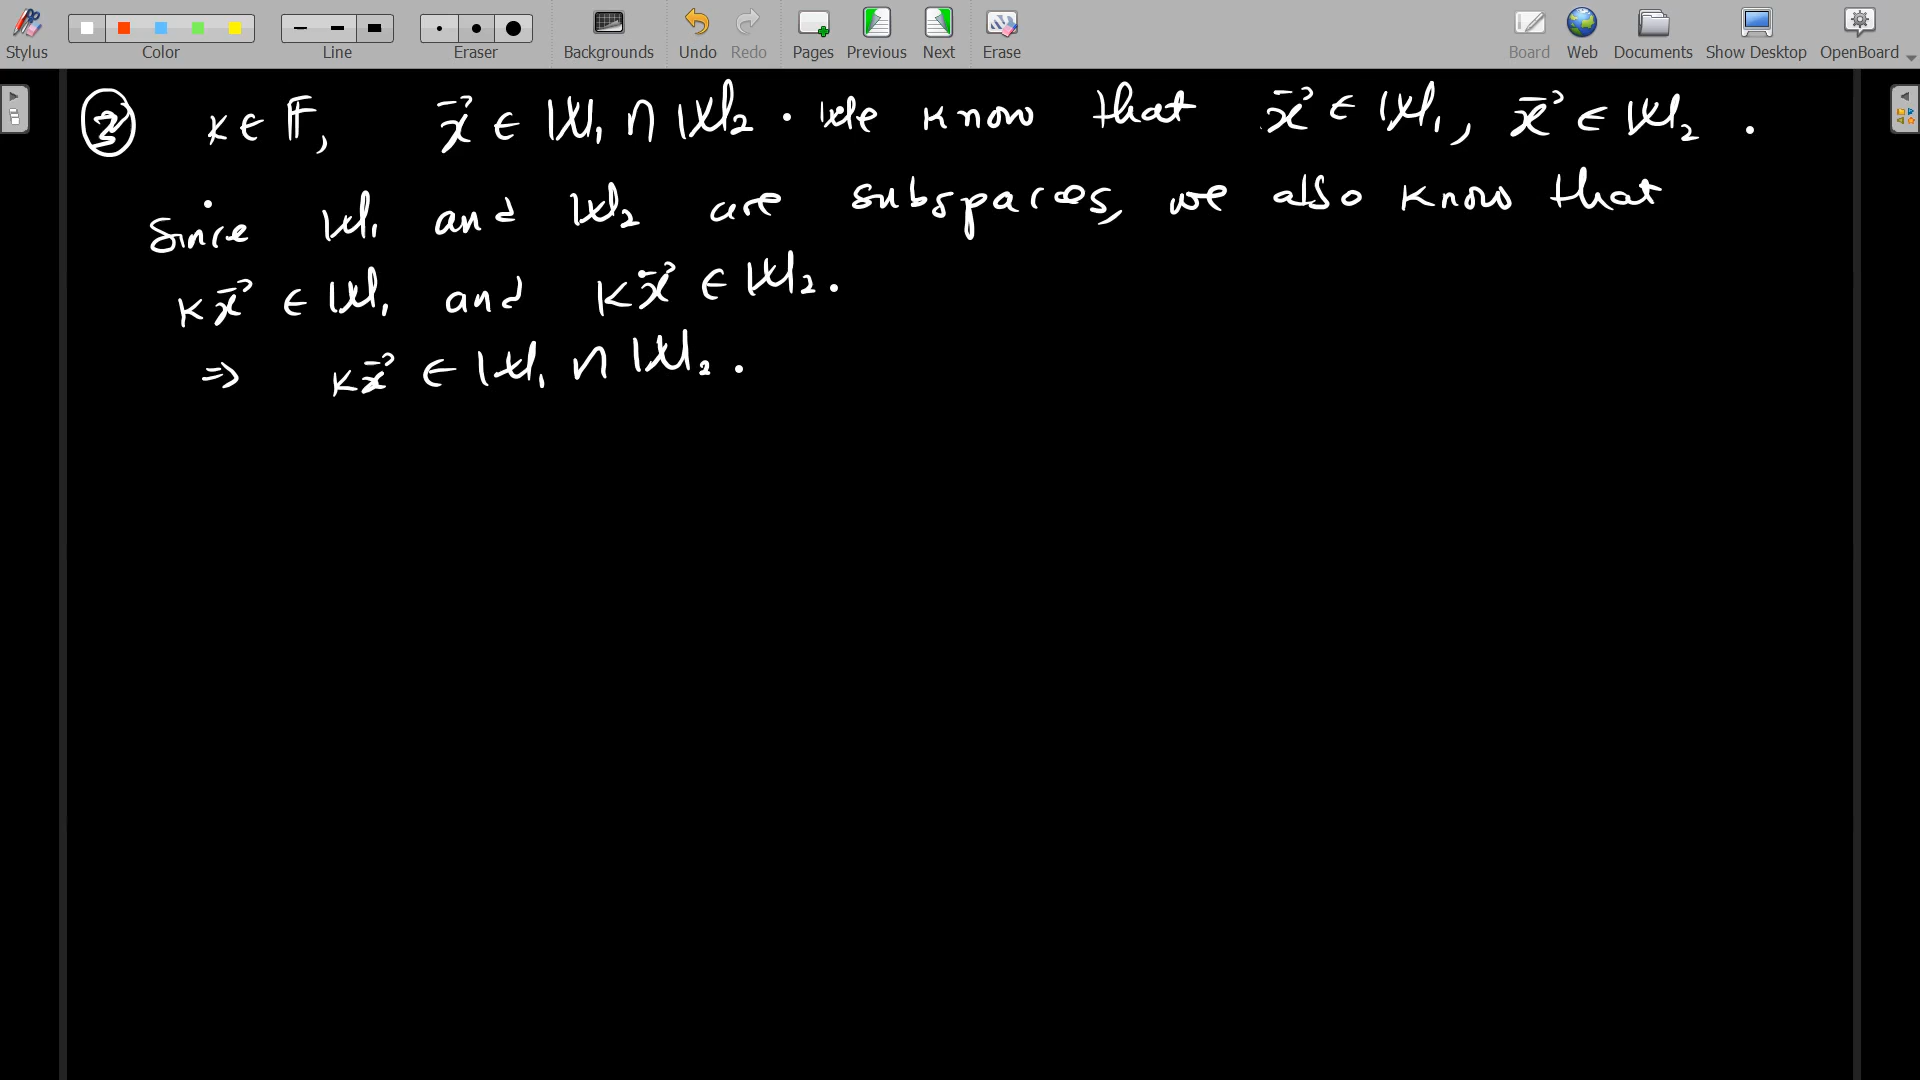 Stylus Color Line Eraser Backgrounds Undo Redo Pages Previous Next Erase Board Web Documents Show Desktop OpenBoard
③ k ∈ 𝔽, x⃗ ∈ 𝕎₁ ∩ 𝕎₂. We know that x⃗ ∈ 𝕎₁, x⃗ ∈ 𝕎₂.
Since 𝕎₁ and 𝕎₂ are subspaces, we also know that
kx⃗ ∈ 𝕎₁ and kx⃗ ∈ 𝕎₂.
⇒ kx⃗ ∈ 𝕎₁ ∩ 𝕎₂.